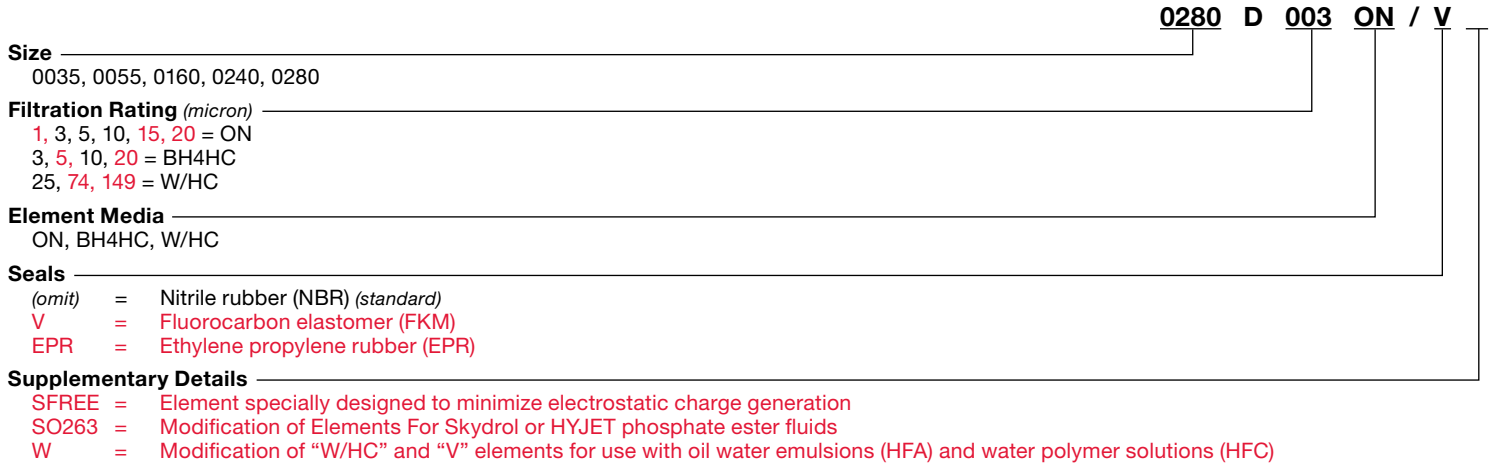 0280 D 003 ON / V
Size
0035, 0055, 0160, 0240, 0280
Filtration Rating (micron)
1, 3, 5, 10, 15, 20 = ON
3, 5, 10, 20 = BH4HC
25, 74, 149 = W/HC
Element Media
ON, BH4HC, W/HC
Seals
(omit) = Nitrile rubber (NBR) (standard)
V = Fluorocarbon elastomer (FKM)
EPR = Ethylene propylene rubber (EPR)
Supplementary Details
SFREE = Element specially designed to minimize electrostatic charge generation
SO263 = Modification of Elements For Skydrol or HYJET phosphate ester fluids
W = Modification of “W/HC” and “V” elements for use with oil water emulsions (HFA) and water polymer solutions (HFC)